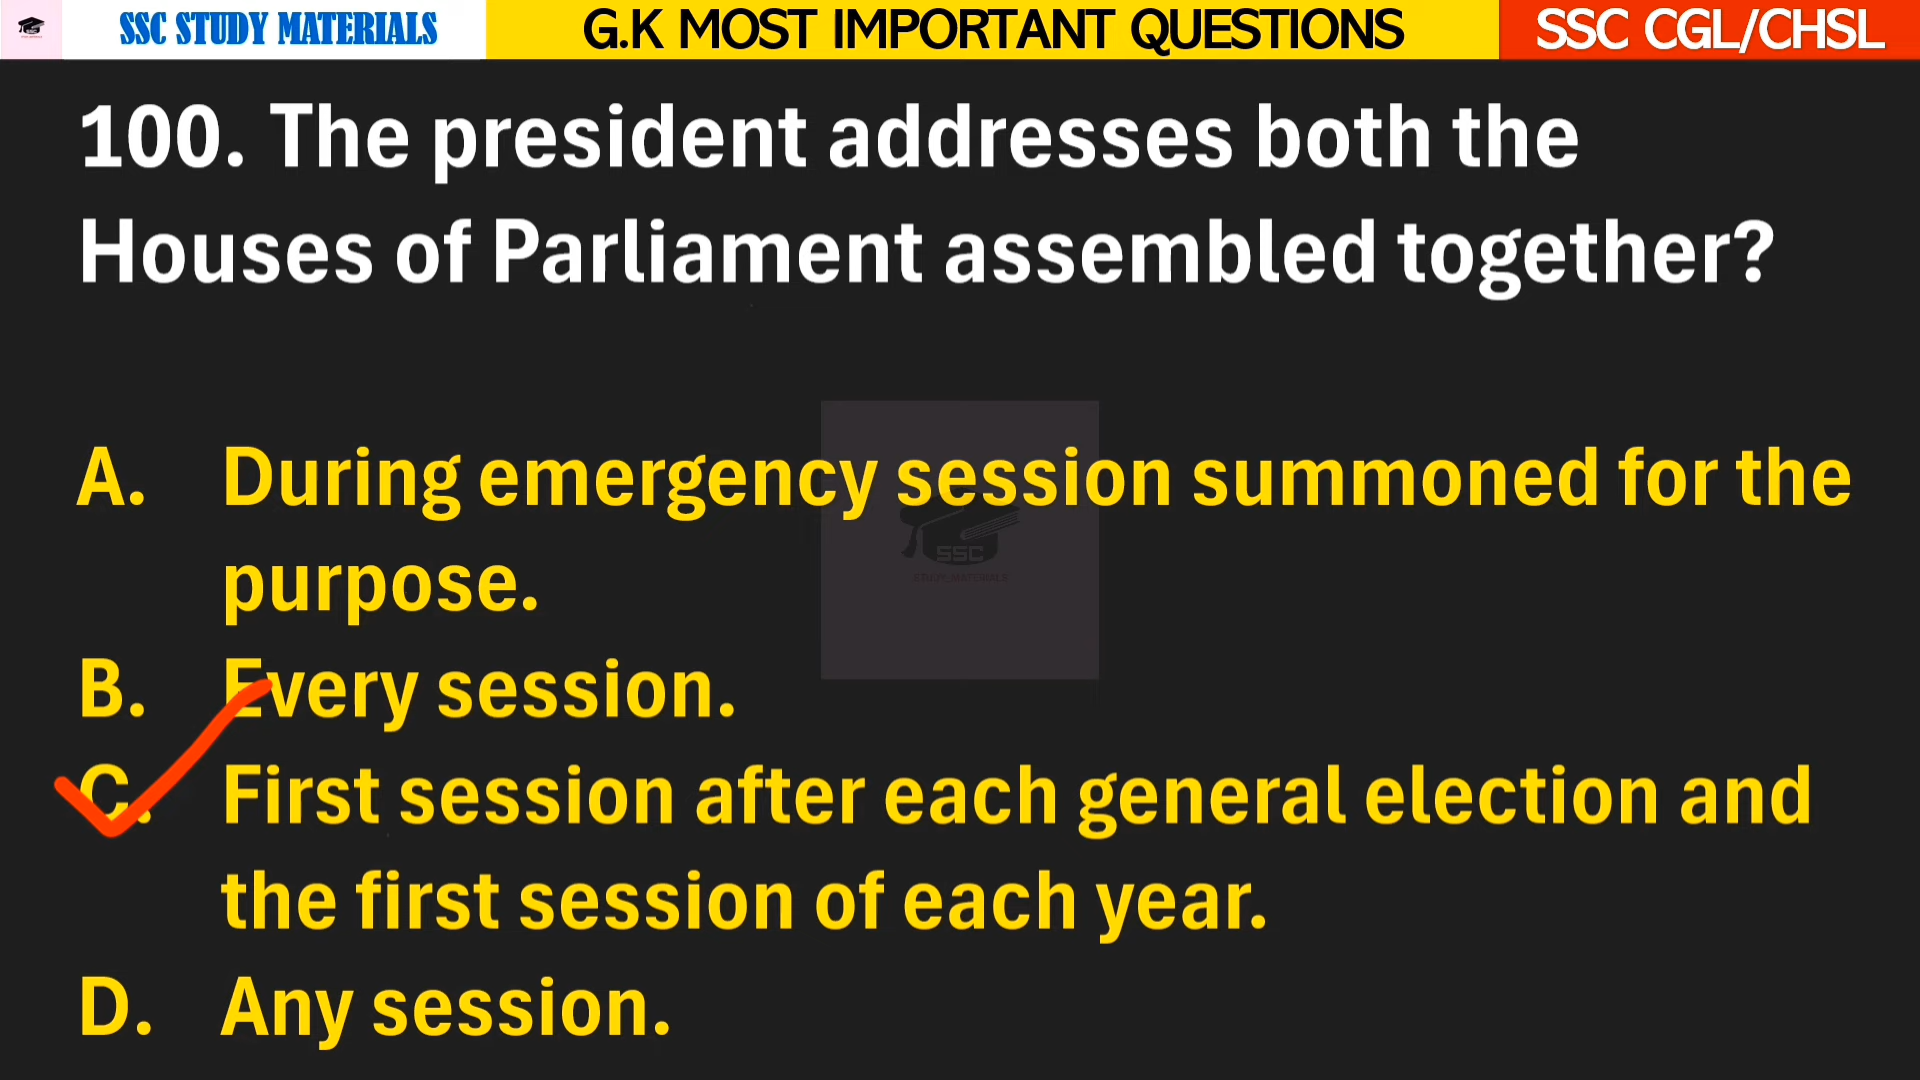 SSC STUDY MATERIALS
G.K MOST IMPORTANT QUESTIONS
SSC CGL/CHSL
100. The president addresses both the
Houses of Parliament assembled together?
A. During emergency session summoned for the
purpose.
B. Every session.
C. First session after each general election and
the first session of each year.
D. Any session.
SSC
STUDY MATERIALS